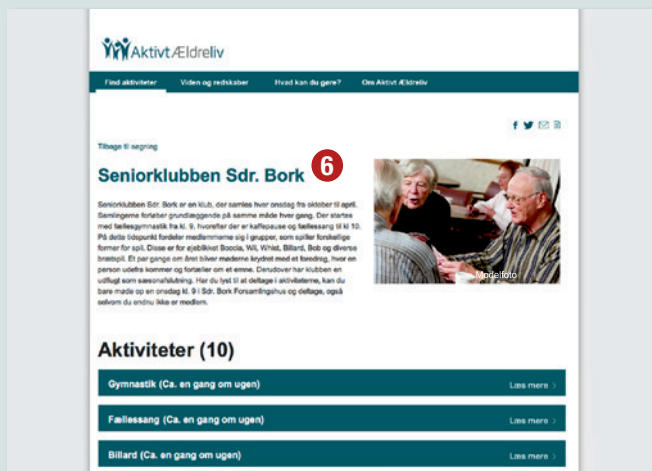 Aktivt Ældreliv
Find aktiviteter Viden og redskaber Hvad kan du gøre? Om Aktivt Ældreliv
Tilbage til søgning
Seniorklubben Sdr. Bork 6
Seniorklubben Sdr. Bork er en klub, der samles hver onsdag fra oktober til april.
Samlingerne forløber grundlæggende på samme måde hver gang. Der startes
med fællesgymnastik fra kl. 9, hvorefter der er kaffepause og fællessang til kl 10.
På dette tidspunkt fordeler medlemmerne sig i grupper, som spiller forskellige
former for spil. Disse er for øjeblikket Boccia, Wii, Whist, Billard, Bob og diverse
brætspil. Et par gange om året bliver møderne krydret med et foredrag, hvor en
person udefra kommer og fortæller om et emne. Derudover har klubben en
udflugt som sæsonafslutning. Har du lyst til at deltage i aktiviteterne, kan du
bare møde op en onsdag kl. 9 i Sdr. Bork Forsamlingshus og deltage, også
selvom du endnu ikke er medlem.
Modelfoto
Aktiviteter (10)
Gymnastik (Ca. en gang om ugen) Læs mere
Fællessang (Ca. en gang om ugen) Læs mere
Billard (Ca. en gang om ugen) Læs mere